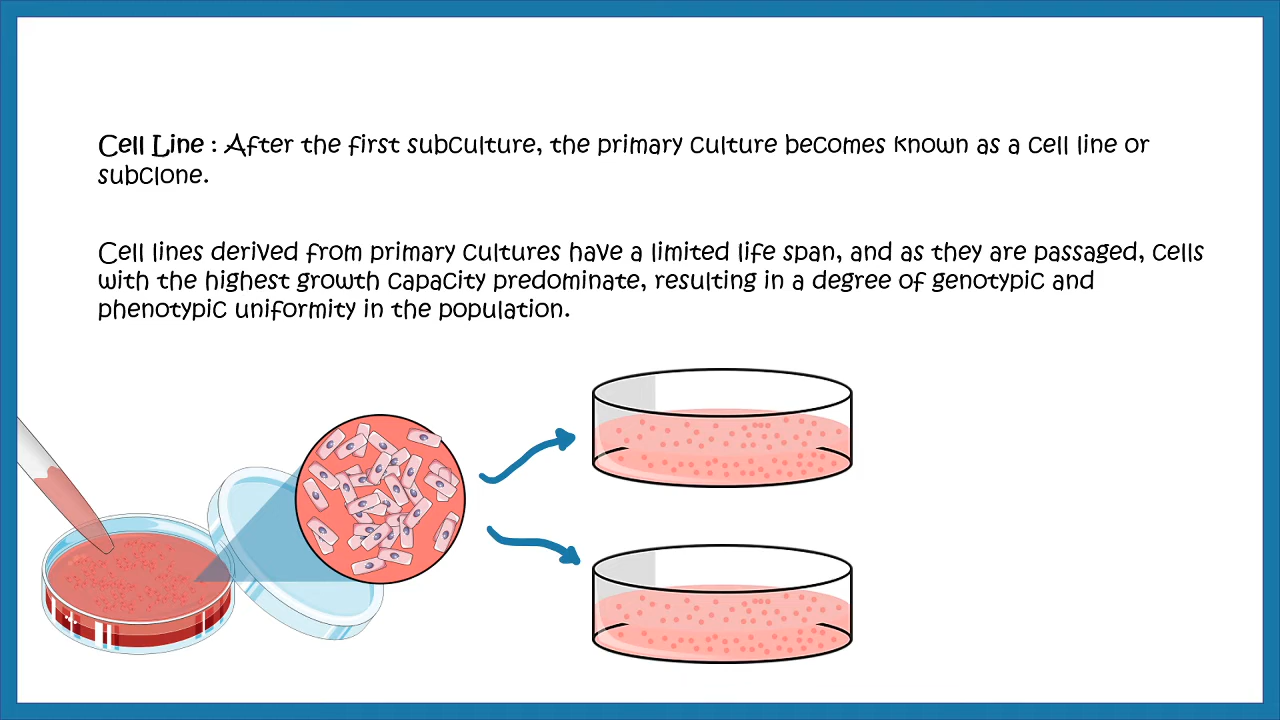 Cell Line : After the first subculture, the primary culture becomes known as a cell line or
subclone.
Cell lines derived from primary cultures have a limited life span, and as they are passaged, cells
with the highest growth capacity predominate, resulting in a degree of genotypic and
phenotypic uniformity in the population.